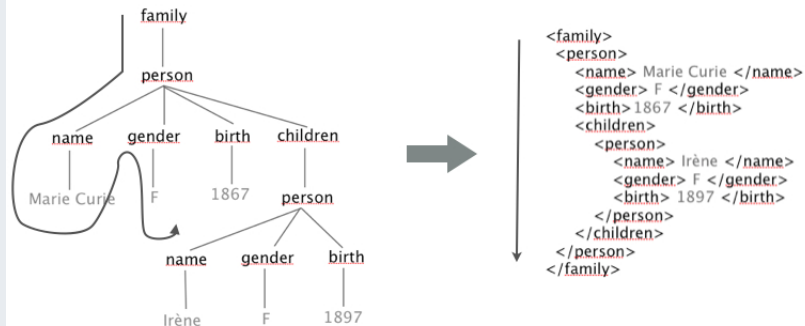 family
person
name gender birth children
Marie Curie F 1867 person
name gender birth
Irène F 1897
<family>
<person>
<name> Marie Curie </name>
<gender> F </gender>
<birth>1867 </birth>
<children>
<person>
<name> Irène </name>
<gender> F </gender>
<birth> 1897 </birth>
</person>
</children>
</person>
</family>